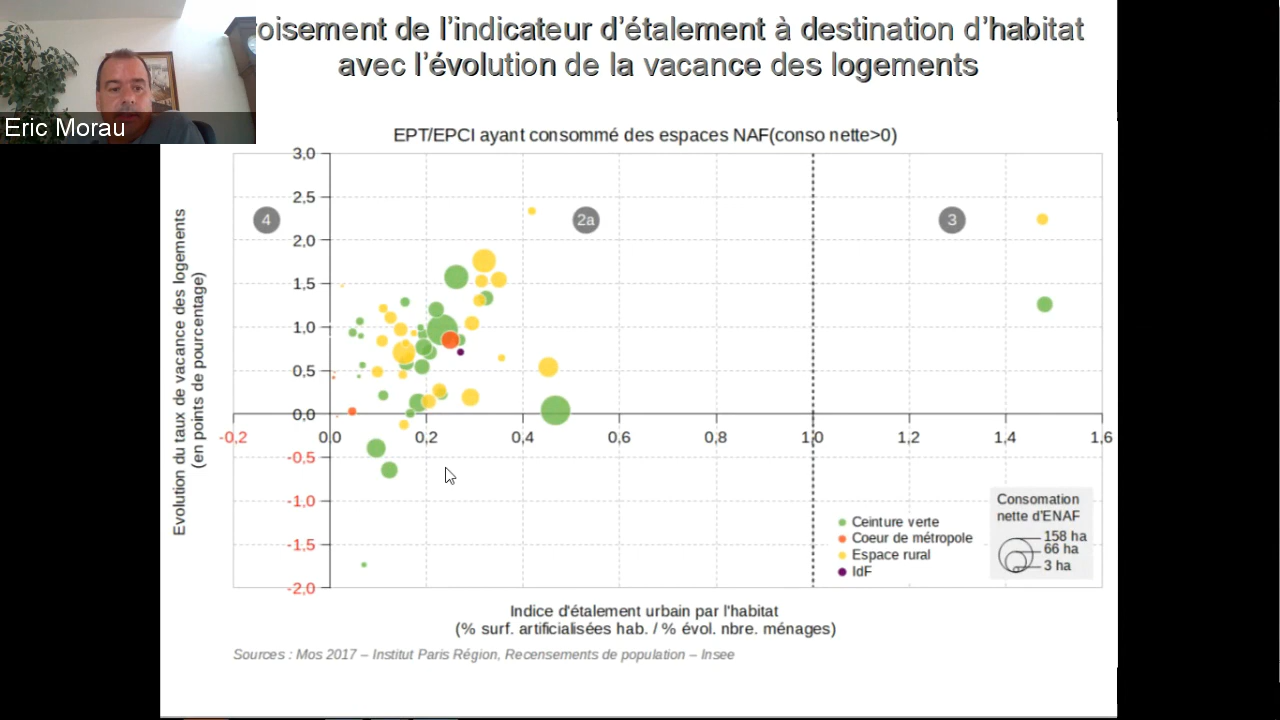 oisement de l'indicateur d'étalement à destination d'habitat
avec l'évolution de la vacance des logements
Eric Morau
EPT/EPCI ayant consommé des espaces NAF(conso nette>0)
Evolution du taux de vacance des logements
(en points de pourcentage)
3,0
2,5
2,0
1,5
1,0
0,5
0,0
-0,5
-1,0
-1,5
-2,0
4
2a
3
-0,2
0,0
0,2
0,4
0,6
0,8
1,0
1,2
1,4
1,6
Ceinture verte
Coeur de métropole
Espace rural
IdF
Consomation
nette d'ENAF
158 ha
66 ha
3 ha
Indice d'étalement urbain par l'habitat
(% surf. artificialisées hab. / % évol. nbre. ménages)
Sources : Mos 2017 – Institut Paris Région, Recensements de population – Insee